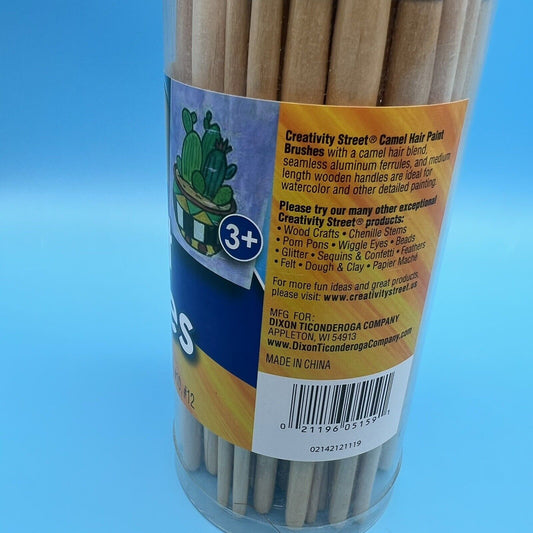 Creativity Street® Camel Hair Paint
Brushes with a camel hair blend,
seamless aluminum ferrules, and medium
length wooden handles are ideal for
watercolor and other detailed painting.
Please try our many other exceptional
Creativity Street® products:
• Wood Crafts • Chenille Stems
• Pom Pons • Wiggle Eyes • Beads
• Glitter • Sequins & Confetti • Feathers
• Felt • Dough & Clay • Papier Maché
For more fun ideas and great products,
please visit: www.creativitystreet.us
MFG FOR:
DIXON TICONDEROGA COMPANY
APPLETON, WI 54913
www.DixonTiconderogaCompany.com
MADE IN CHINA
0 21196 05159 1
02142121119
3+
es
#12